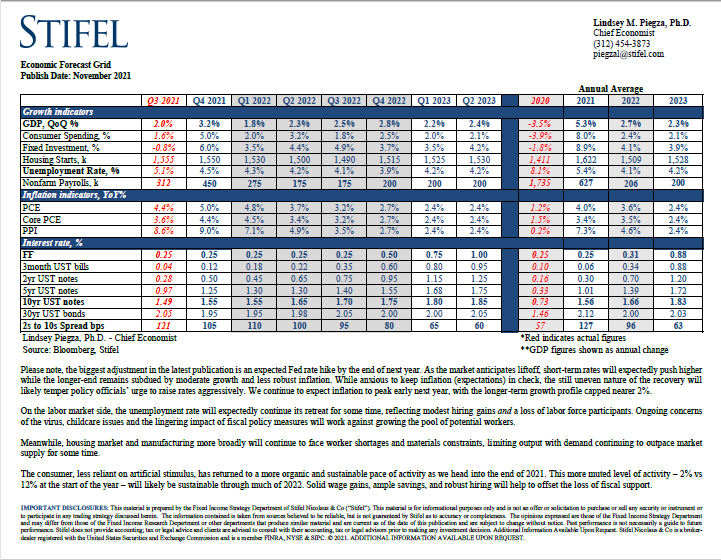 STIFEL
Lindsey M. Piegza, Ph.D.
Chief Economist
(312) 454-3873
piegzal@stifel.com
Economic Forecast Grid
Publish Date: November 2021
Annual Average
Q3 2021 Q4 2021 Q1 2022 Q2 2022 Q3 2022 Q4 2022 Q1 2023 Q2 2023 2020 2021 2022 2023
Growth indicators
GDP, QoQ % 2.0% 3.2% 1.8% 2.3% 2.5% 2.8% 2.2% 2.4% -3.5% 5.3% 2.7% 2.3%
Consumer Spending, % 1.6% 5.0% 2.0% 3.2% 1.8% 2.5% 2.0% 2.1% -3.9% 8.0% 2.4% 2.1%
Fixed Investment, % -0.8% 6.0% 3.5% 4.4% 4.9% 3.7% 3.5% 4.2% -1.8% 8.9% 4.1% 3.9%
Housing Starts, k 1,555 1,550 1,530 1,500 1,490 1,515 1,525 1,530 1,411 1,622 1,509 1,528
Unemployment Rate, % 5.1% 4.5% 4.3% 4.2% 4.1% 3.9% 4.2% 4.2% 8.1% 5.4% 4.1% 4.2%
Nonfarm Payrolls, k 312 450 275 175 175 200 200 200 1,735 627 206 200
Inflation indicators, YoY%
PCE 4.4% 5.0% 4.8% 3.7% 3.2% 2.7% 2.4% 2.4% 1.2% 4.0% 3.6% 2.4%
Core PCE 3.6% 4.4% 4.5% 3.4% 3.2% 2.7% 2.4% 2.4% 1.5% 3.4% 3.5% 2.4%
PPI 8.6% 9.0% 7.1% 4.9% 3.5% 2.7% 2.4% 2.4% 0.2% 7.3% 4.6% 2.4%
Interest rate, %
FF 0.25 0.25 0.25 0.25 0.25 0.50 0.75 1.00 0.25 0.25 0.31 0.88
3month UST bills 0.04 0.12 0.18 0.22 0.35 0.60 0.80 0.95 0.10 0.06 0.34 0.88
2yr UST notes 0.28 0.50 0.45 0.65 0.75 0.95 1.15 1.25 0.16 0.30 0.70 1.20
5yr UST notes 0.97 1.25 1.30 1.30 1.40 1.55 1.68 1.75 0.33 1.01 1.39 1.72
10yr UST notes 1.49 1.55 1.55 1.65 1.70 1.75 1.80 1.85 0.73 1.56 1.66 1.83
30yr UST bonds 2.05 1.95 1.95 1.98 2.05 2.00 2.00 2.05 1.46 2.12 2.00 2.03
2s to 10s Spread bps 121 105 110 100 95 80 65 60 57 127 96 63
Lindsey Piegza, Ph.D. - Chief Economist *Red indicates actual figures
Source: Bloomberg, Stifel **GDP figures shown as annual change
Please note, the biggest adjustment in the latest publication is an expected Fed rate hike by the end of next year. As the market anticipates liftoff, short-term rates will expectedly push higher
while the longer-end remains subdued by moderate growth and less robust inflation. While anxious to keep inflation (expectations) in check, the still uneven nature of the recovery will
likely temper policy officials' urge to raise rates aggressively. We continue to expect inflation to peak early next year, with the longer-term growth profile capped nearer 2%.
On the labor market side, the unemployment rate will expectedly continue its retreat for some time, reflecting modest hiring gains and a loss of labor force participants. Ongoing concerns
of the virus, childcare issues and the lingering impact of fiscal policy measures will work against growing the pool of potential workers.
Meanwhile, housing market and manufacturing more broadly will continue to face worker shortages and materials constraints, limiting output with demand continuing to outpace market
supply for some time.
The consumer, less reliant on artificial stimulus, has returned to a more organic and sustainable pace of activity as we head into the end of 2021. This more muted level of activity – 2% vs
12% at the start of the year – will likely be sustainable through much of 2022. Solid wage gains, ample savings, and robust hiring will help to offset the loss of fiscal support.
IMPORTANT DISCLOSURES: This material is prepared by the Fixed Income Strategy Department of Stifel Nicolaus & Co ("Stifel"). This material is for informational purposes only and is not an offer or solicitation to purchase or sell any security or instrument or
to participate in any trading strategy discussed herein. The information contained is taken from sources believed to be reliable, but is not guaranteed by Stifel as to accuracy or completeness. The opinions expressed are those of the Fixed Income Strategy Department
and may differ from those of the Fixed Income Research Department or other departments that produce similar material and are current as of the date of this publication and are subject to change without notice. Past performance is not necessarily a guide to future
performance. Stifel does not provide accounting, tax or legal advice and clients are advised to consult with their accounting, tax or legal advisors prior to making any investment decision. Additional Information Available Upon Request. Stifel Nicolaus & Co is a broker-
dealer registered with the United States Securities and Exchange Commission and is a member FINRA, NYSE & SIPC. © 2021. ADDITIONAL INFORMATION AVAILABLE UPON REQUEST.